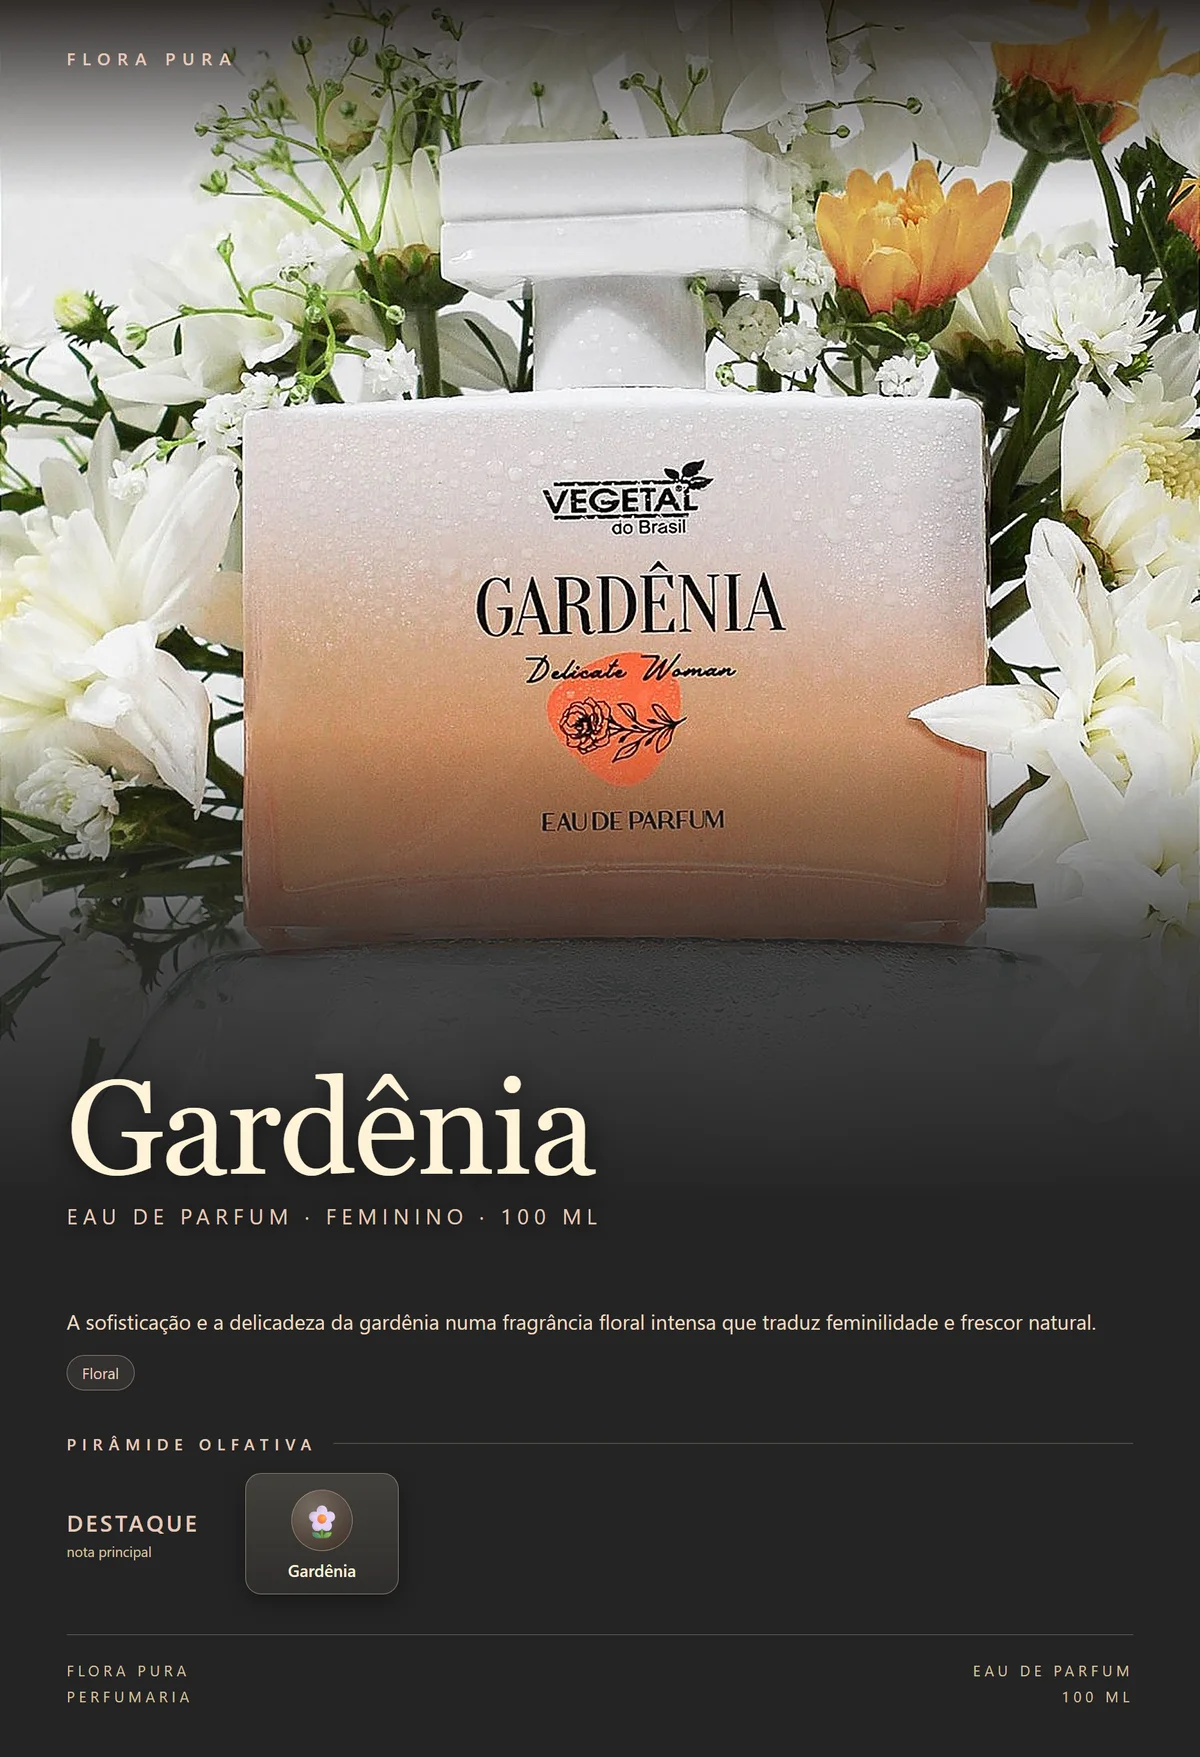 FLORA PURA
VEGETAL
do Brasil
GARDÊNIA
Delicate Woman
EAU DE PARFUM
Gardênia
EAU DE PARFUM · FEMININO · 100 ML
A sofisticação e a delicadeza da gardênia numa fragrância floral intensa que traduz feminilidade e frescor natural.
Floral
PIRÂMIDE OLFATIVA
DESTAQUE
nota principal
Gardênia
FLORA PURA
PERFUMARIA
EAU DE PARFUM
100 ML